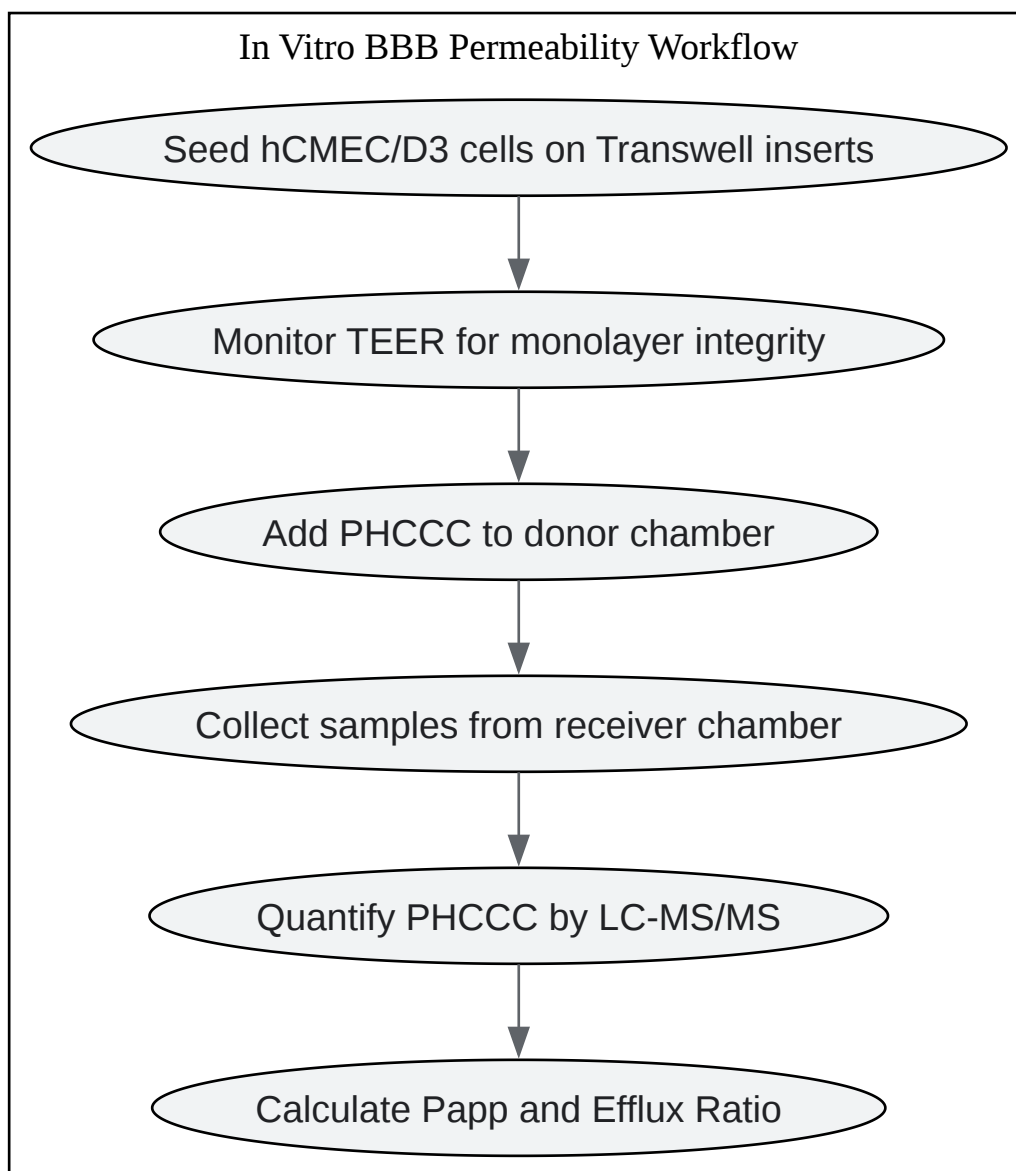 In Vitro BBB Permeability Workflow
Seed hCMEC/D3 cells on Transwell inserts
Monitor TEER for monolayer integrity
Add PHCCC to donor chamber
Collect samples from receiver chamber
Quantify PHCCC by LC-MS/MS
Calculate Papp and Efflux Ratio